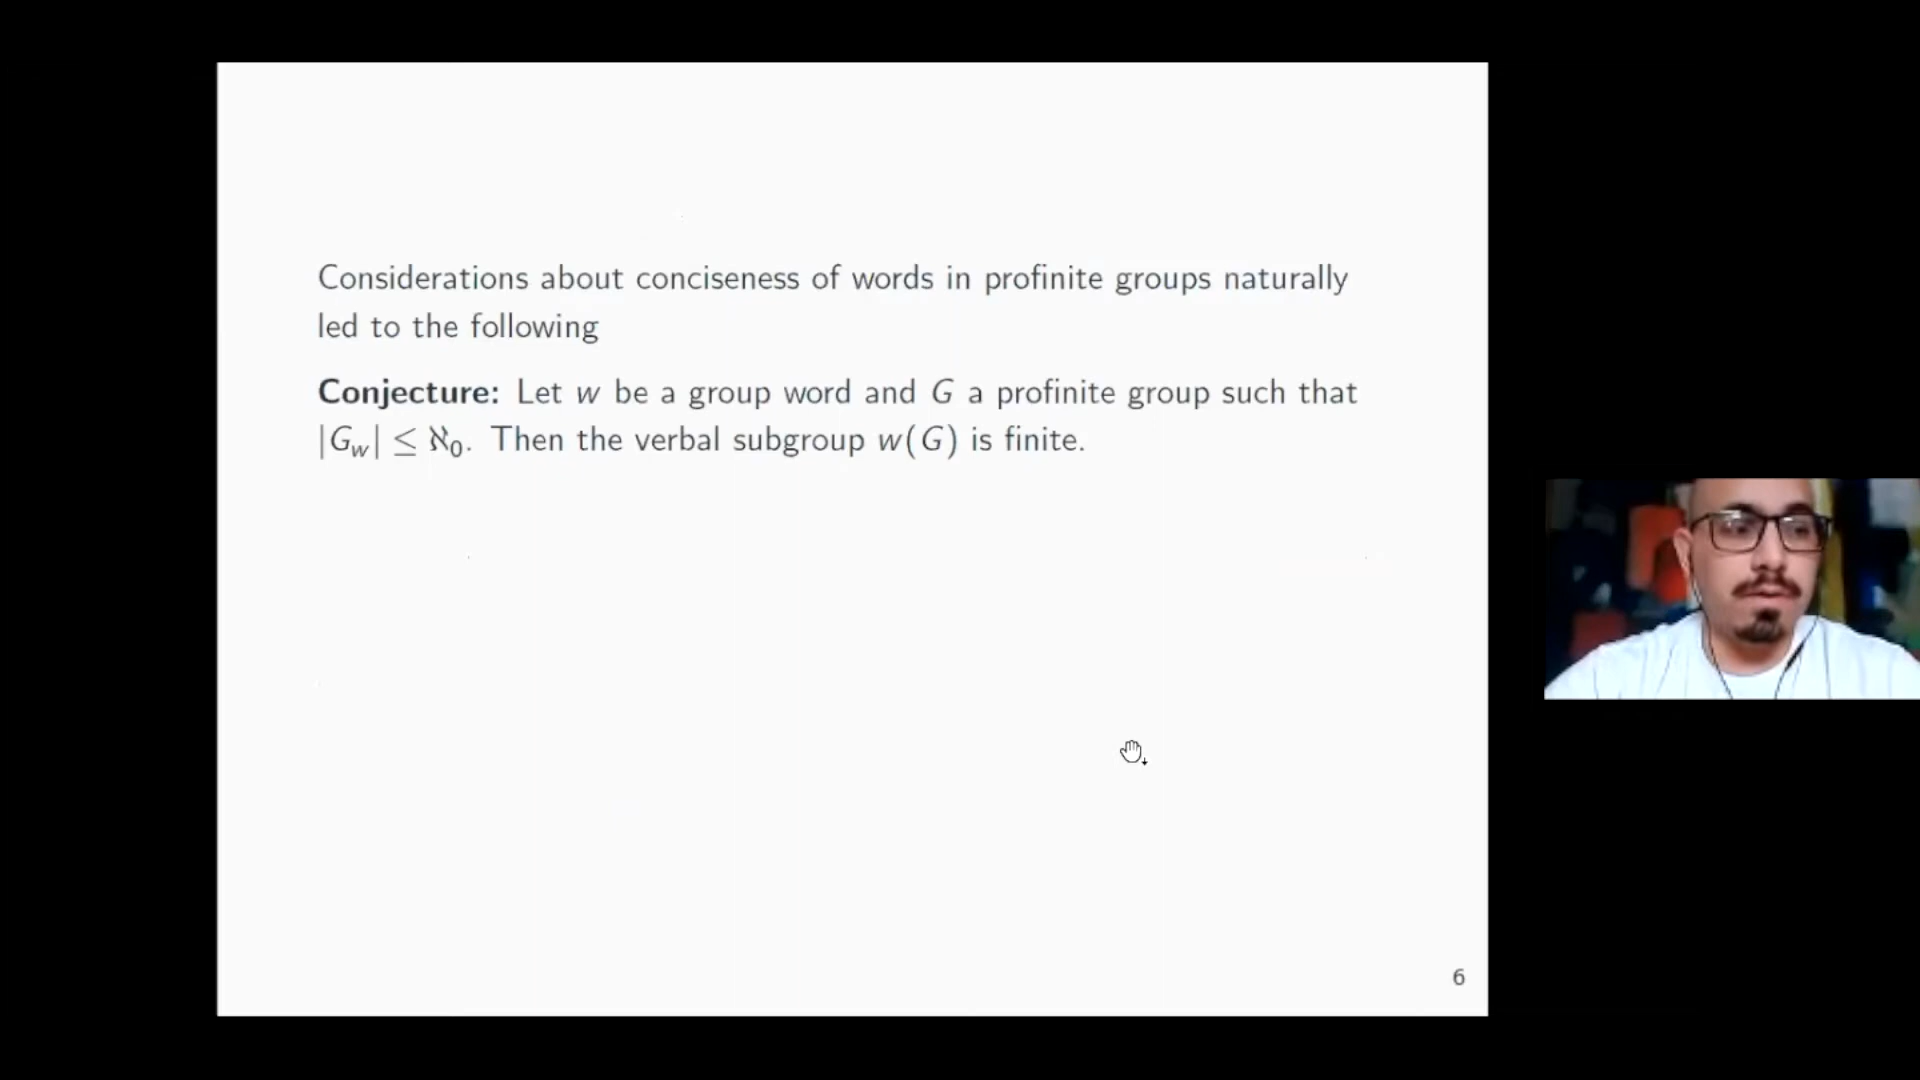 Considerations about conciseness of words in profinite groups naturally
led to the following
Conjecture: Let w be a group word and G a profinite group such that
|G_w| ≤ ℵ₀. Then the verbal subgroup w(G) is finite.
6